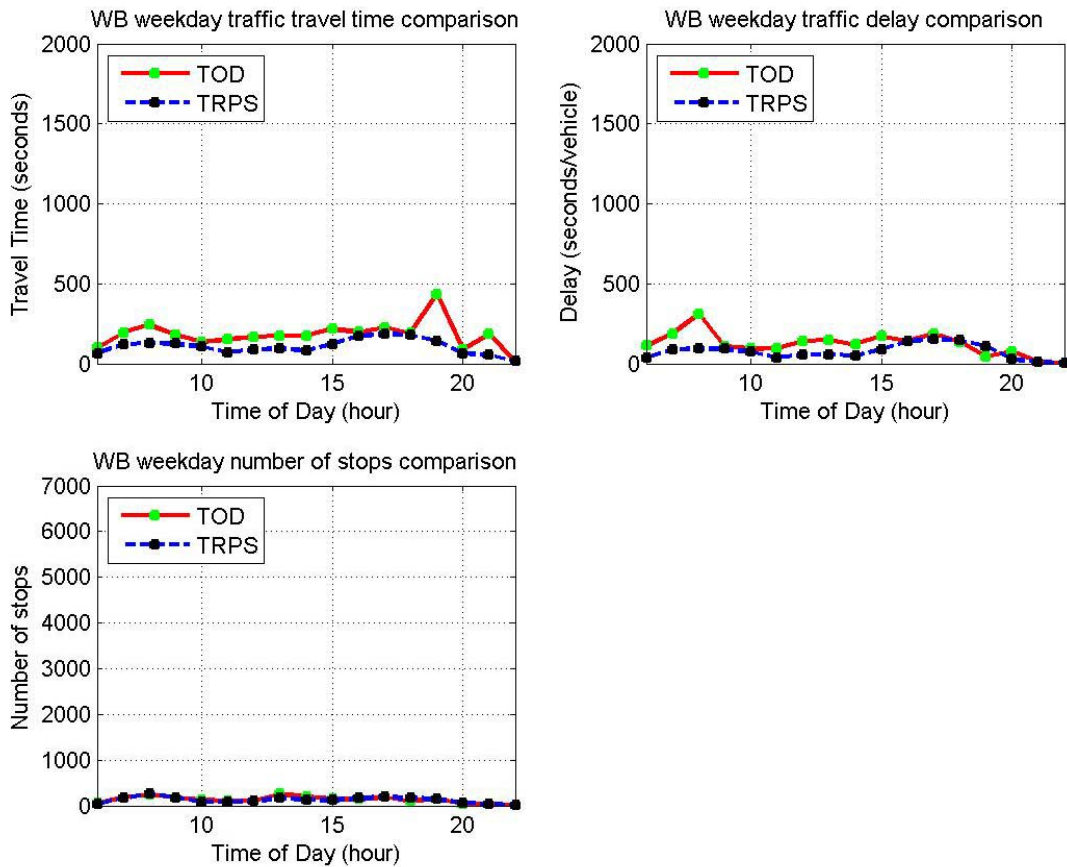 WB weekday traffic travel time comparison
2000
1500
1000
500
0
Travel Time (seconds)
TOD
TRPS
10
15
20
Time of Day (hour)
WB weekday traffic delay comparison
2000
1500
1000
500
0
Delay (seconds/vehicle)
TOD
TRPS
10
15
20
Time of Day (hour)
WB weekday number of stops comparison
7000
6000
5000
4000
3000
2000
1000
0
Number of stops
TOD
TRPS
10
15
20
Time of Day (hour)